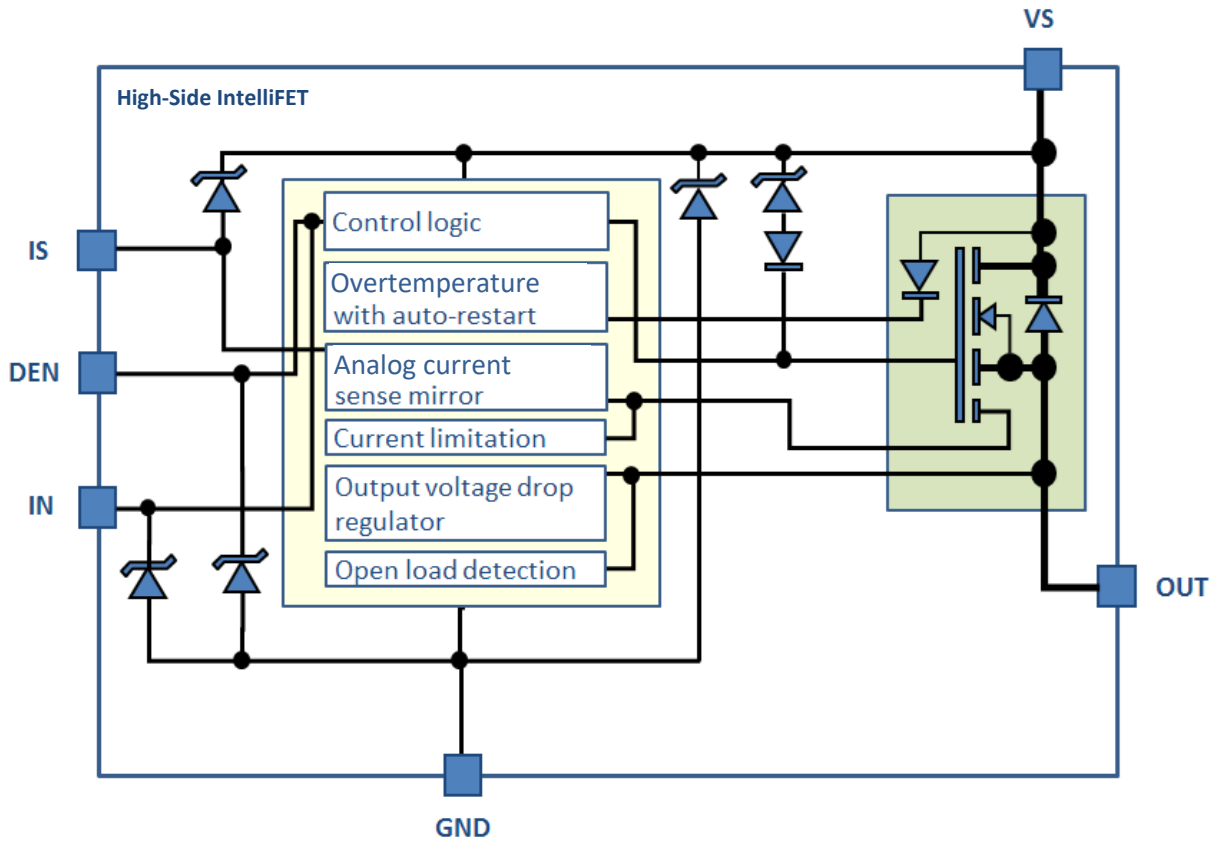 VS
High-Side IntelliFET
IS
DEN
IN
Control logic
Overtemperature
with auto-restart
Analog current
sense mirror
Current limitation
Output voltage drop
regulator
Open load detection
OUT
GND